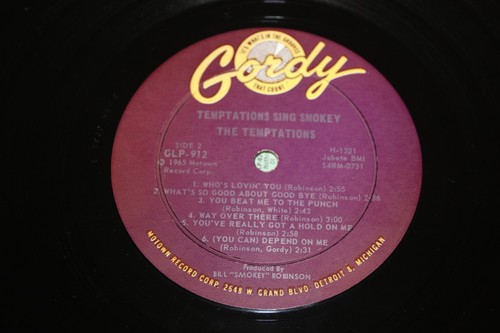 IT'S WHAT'S IN THE GROOVES
Gordy
THAT COUNT
TEMPTATIONS SING SMOKEY
THE TEMPTATIONS
SIDE 2
GLP-912
Ⓟ 1965 Motown
Record Corp.
H-1321
Jobete BMI
S4RM-0731
1. WHO'S LOVIN' YOU (Robinson) 2:55
2. WHAT'S SO GOOD ABOUT GOOD BYE (Robinson) 2:36
3. YOU BEAT ME TO THE PUNCH
(Robinson, White) 2:43
4. WAY OVER THERE (Robinson) 3:00
5. YOU'VE REALLY GOT A HOLD ON ME
(Robinson) 2:58
6. (YOU CAN) DEPEND ON ME
(Robinson, Gordy) 2:31
Produced By
BILL "SMOKEY" ROBINSON
MOTOWN RECORD CORP. 2648 W. GRAND BLVD. DETROIT 8, MICHIGAN